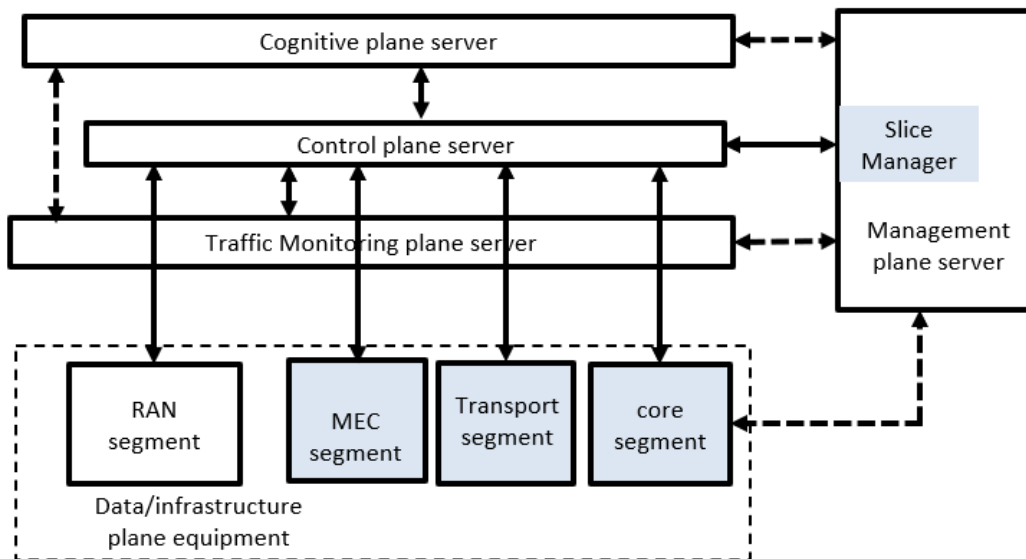 Cognitive plane server
Control plane server
Slice
Manager
Traffic Monitoring plane server
Management
plane server
RAN
segment
MEC
segment
Transport
segment
core
segment
Data/infrastructure
plane equipment